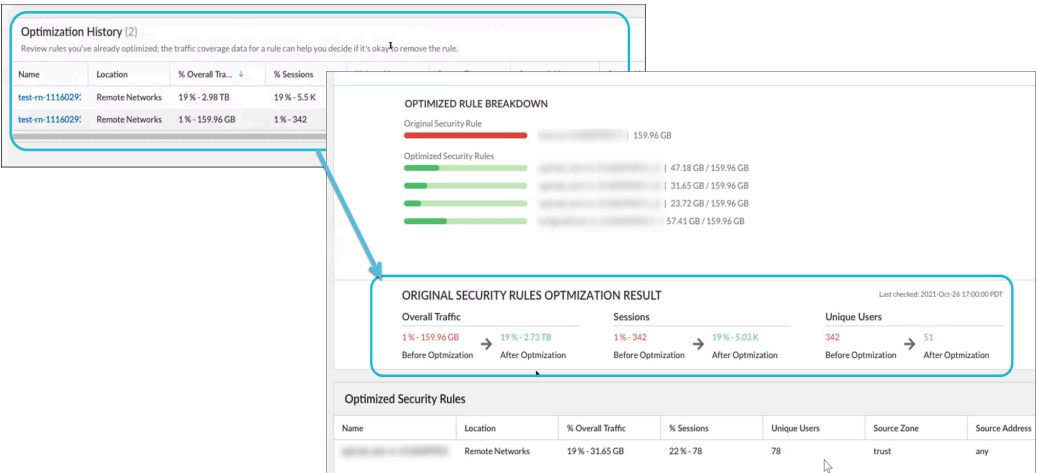 Optimization History (2)
Review rules you've already optimized; the traffic coverage data for a rule can help you decide if it's okay to remove the rule.
Name Location % Overall Tra... ↓ % Sessions
test-rn-1116029: Remote Networks 19 % - 2.98 TB 19 % - 5.5 K
test-rn-1116029: Remote Networks 1 % - 159.96 GB 1 % - 342
OPTIMIZED RULE BREAKDOWN
Original Security Rule
| 159.96 GB
Optimized Security Rules
| 47.18 GB / 159.96 GB
| 31.65 GB / 159.96 GB
| 23.72 GB / 159.96 GB
57.41 GB / 159.96 GB
ORIGINAL SECURITY RULES OPTMIZATION RESULT Last checked: 2021-Oct-26 17:00:00 PDT
Overall Traffic Sessions Unique Users
1 % - 159.96 GB → 19 % - 2.73 TB 1 % - 342 → 19 % - 5.03 K 342 → 51
Before Optmization After Optmization Before Optmization After Optmization Before Optmization After Optmization
Optimized Security Rules
Name Location % Overall Traffic % Sessions Unique Users Source Zone Source Address
Remote Networks 19 % - 31.65 GB 22 % - 78 78 trust any